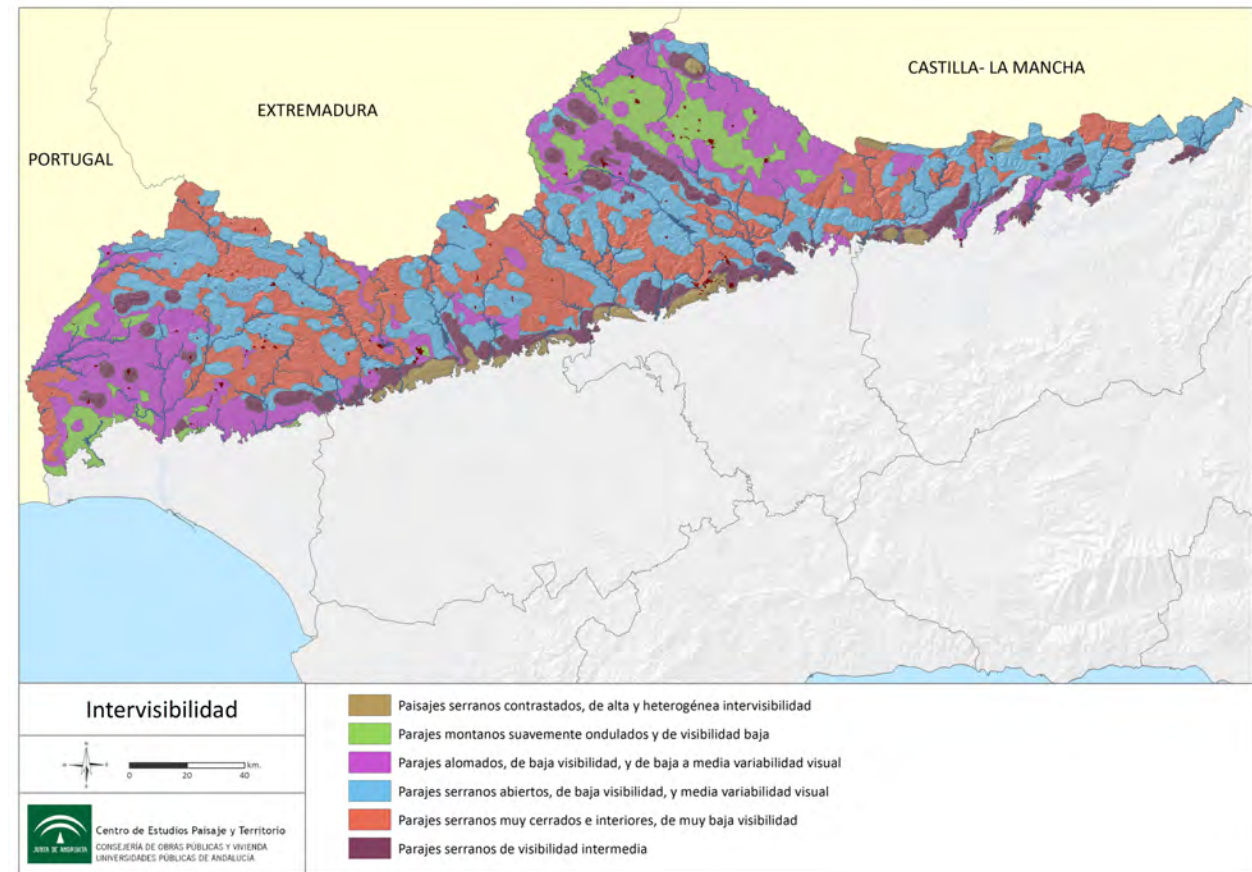 CASTILLA- LA MANCHA
EXTREMADURA
PORTUGAL
Intervisibilidad
N
0 20 40 km.
JUNTA DE ANDALUCIA
Centro de Estudios Paisaje y Territorio
CONSEJERÍA DE OBRAS PÚBLICAS Y VIVIENDA
UNIVERSIDADES PÚBLICAS DE ANDALUCÍA
Paisajes serranos contrastados, de alta y heterogénea intervisibilidad
Parajes montanos suavemente ondulados y de visibilidad baja
Parajes alomados, de baja visibilidad, y de baja a media variabilidad visual
Parajes serranos abiertos, de baja visibilidad, y media variabilidad visual
Parajes serranos muy cerrados e interiores, de muy baja visibilidad
Parajes serranos de visibilidad intermedia